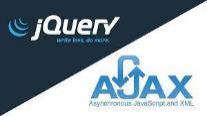 jQuery
write less, do more.
AJAX
Asynchronous JavaScript and XML